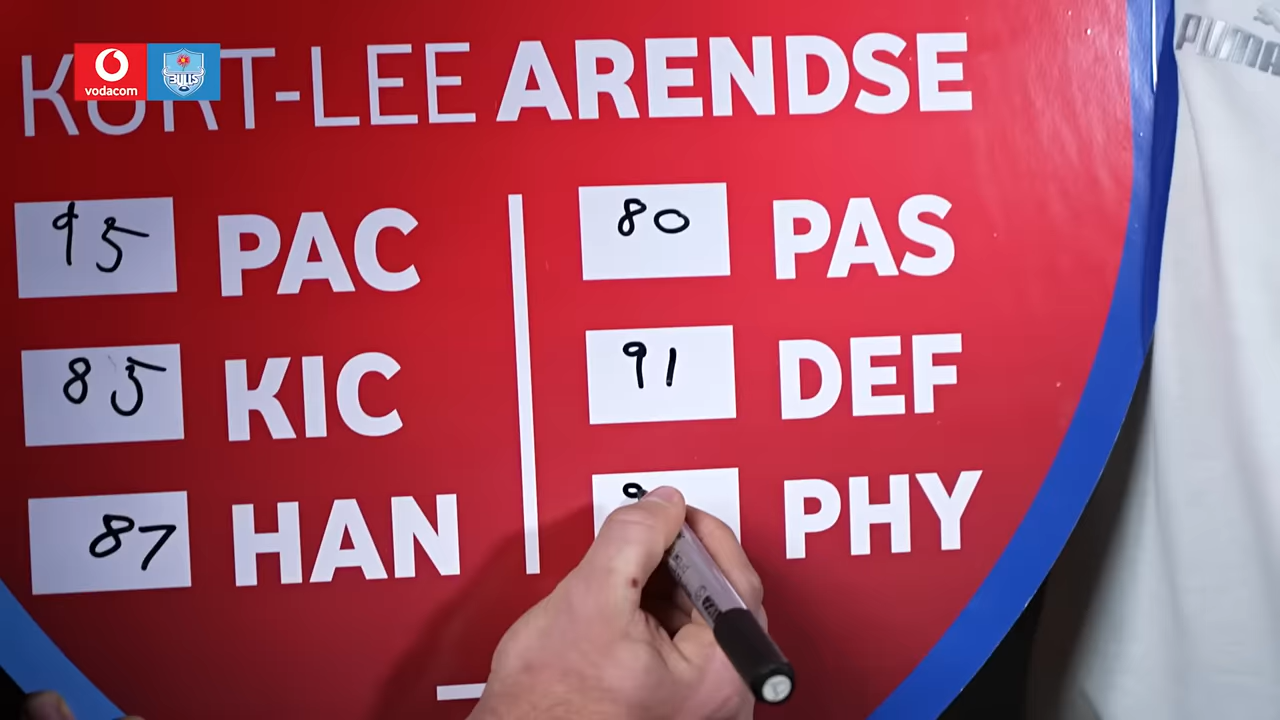 vodacom
BULLS
PUMA
KURT-LEE ARENDSE
95 PAC 80 PAS
85 KIC 91 DEF
87 HAN PHY